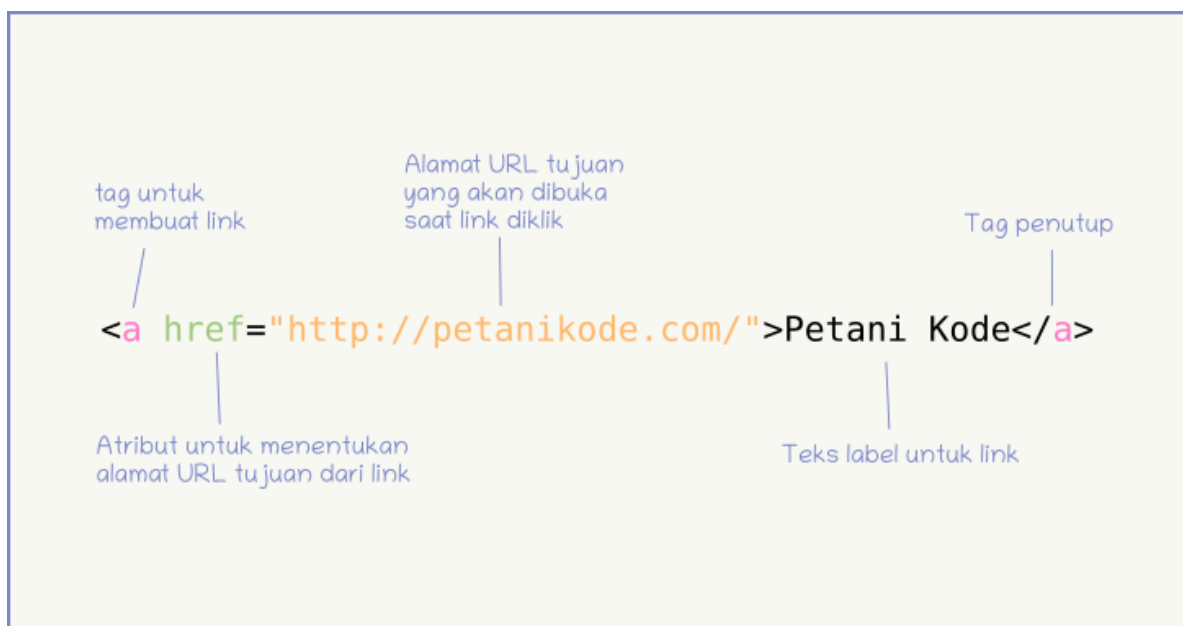 tag untuk
membuat link
Alamat URL tujuan
yang akan dibuka
saat link diklik
Tag penutup
<a href="http://petanikode.com/">Petani Kode</a>
Atribut untuk menentukan
alamat URL tujuan dari link
Teks label untuk link